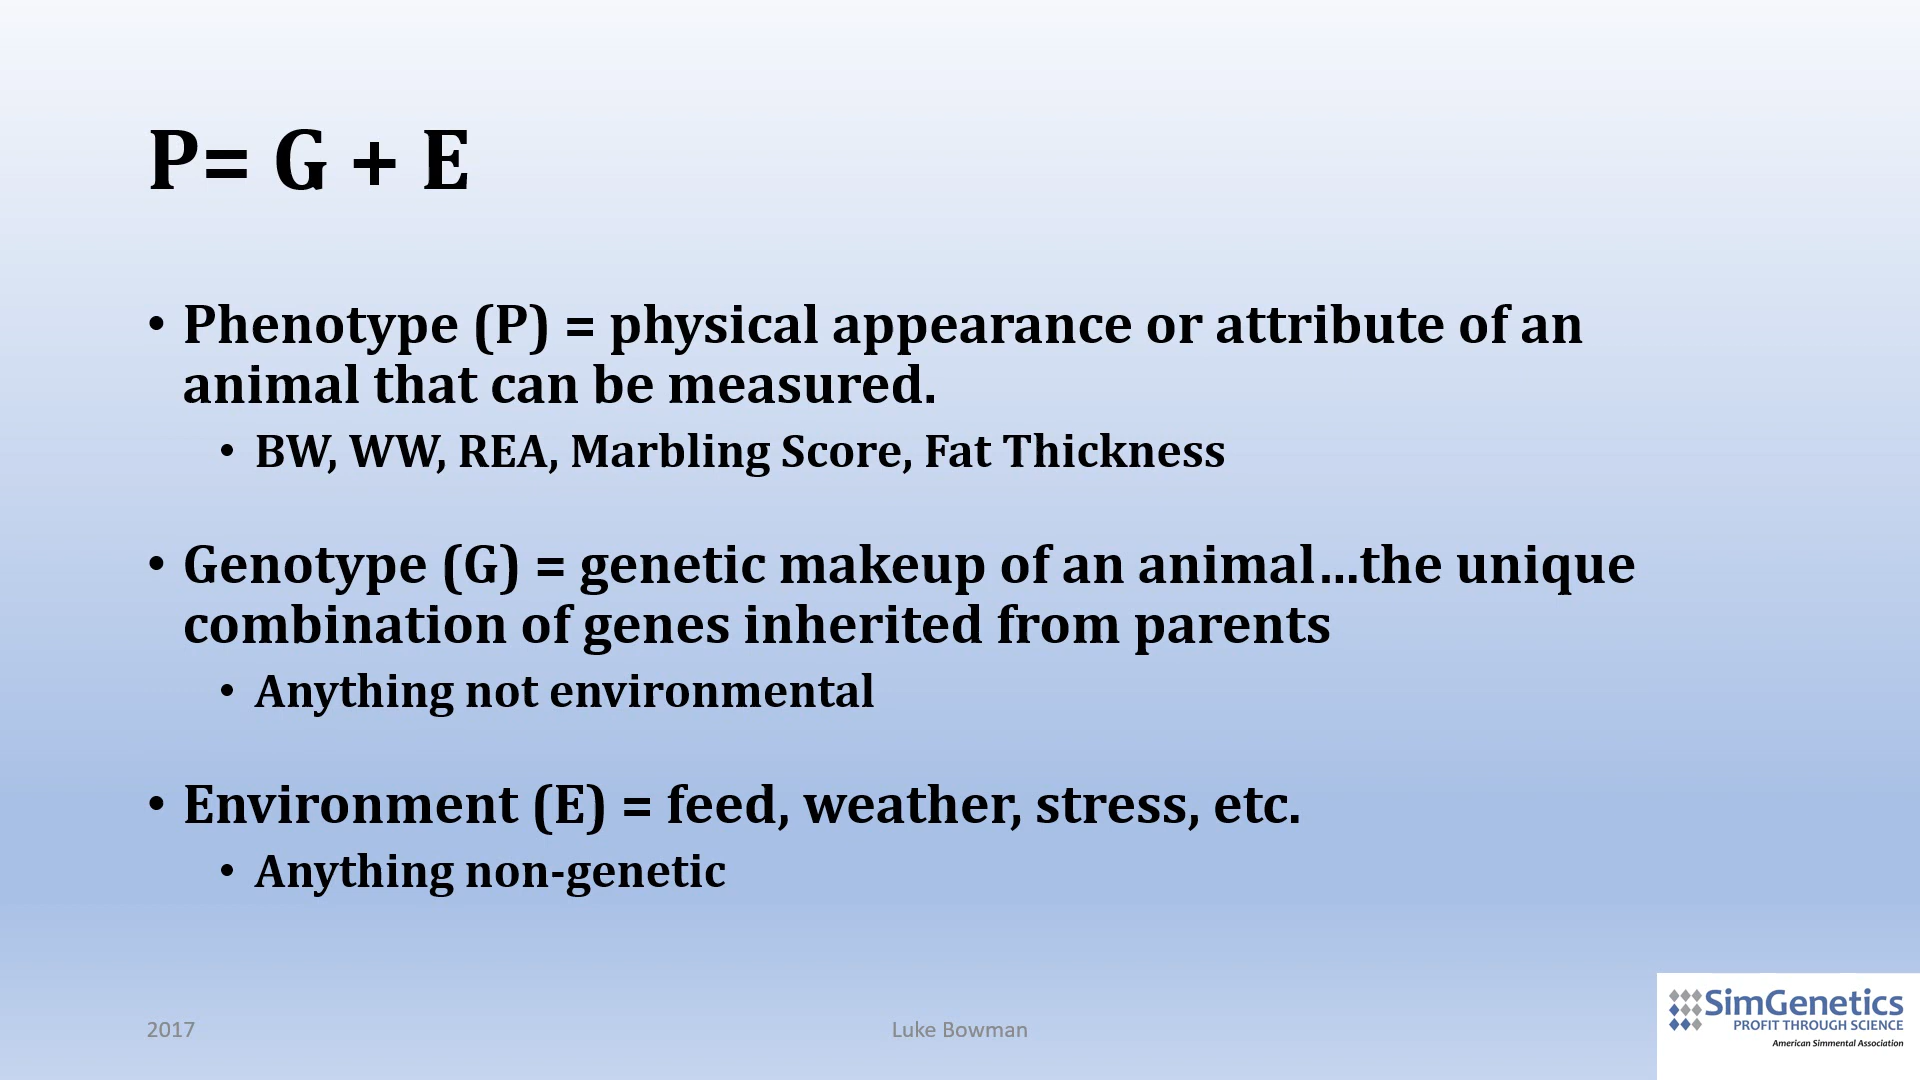 P= G + E
• Phenotype (P) = physical appearance or attribute of an
animal that can be measured.
• BW, WW, REA, Marbling Score, Fat Thickness
• Genotype (G) = genetic makeup of an animal…the unique
combination of genes inherited from parents
• Anything not environmental
• Environment (E) = feed, weather, stress, etc.
• Anything non-genetic
2017
Luke Bowman
SimGenetics
PROFIT THROUGH SCIENCE
American Simmental Association